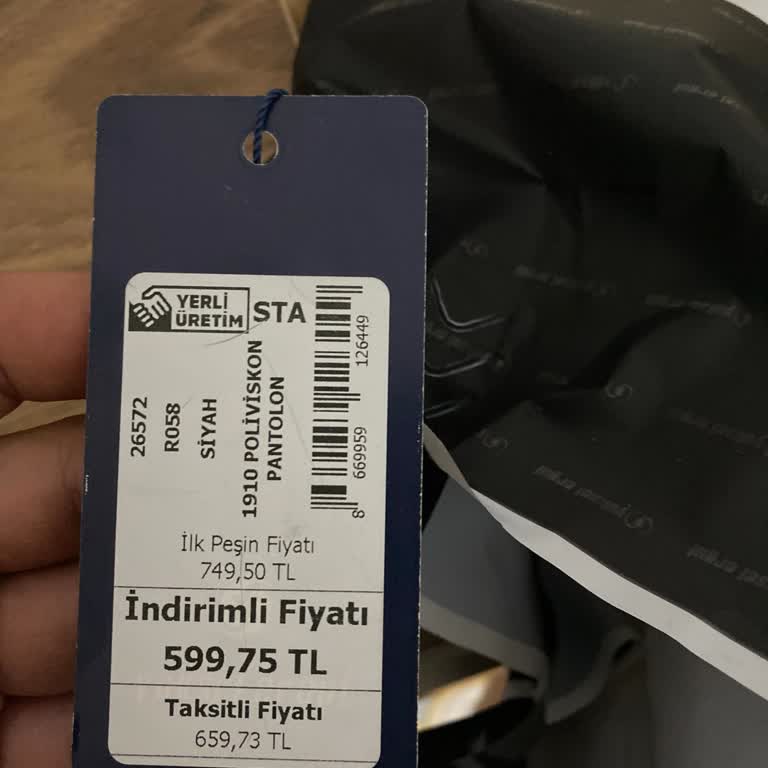 YERLİ
ÜRETİM
STA
26572
R058
SİYAH
1910 POLİVİSKON
PANTOLON
8 669959 126449
İlk Peşin Fiyatı
749,50 TL
İndirimli Fiyatı
599,75 TL
Taksitli Fiyatı
659,73 TL